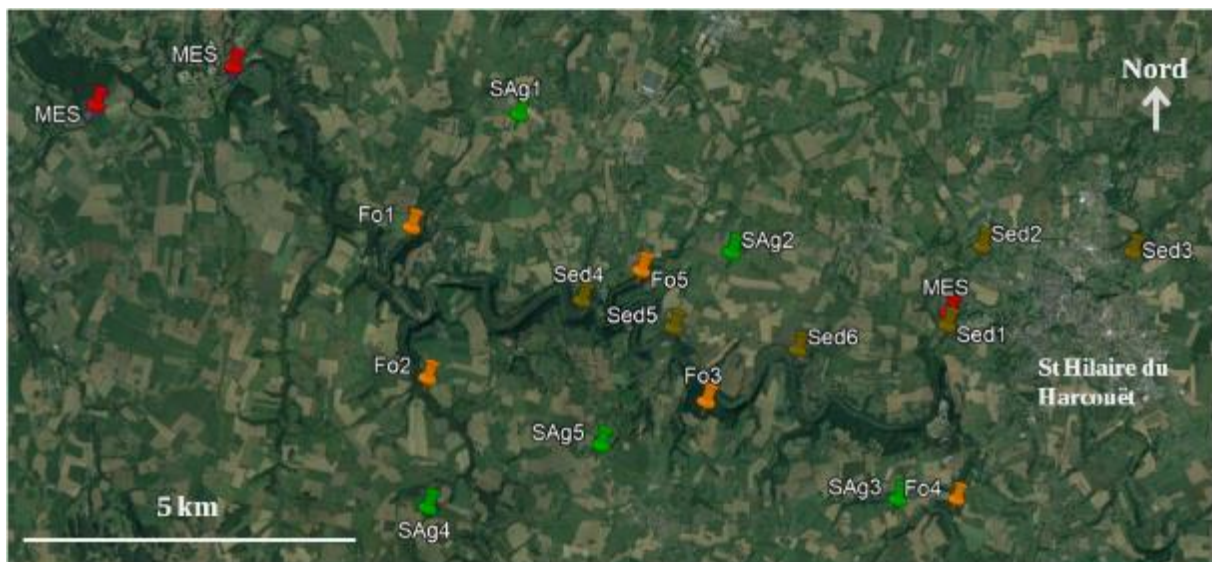 MES
MES
SAg1
Nord
Fo1
SAg2
Sed2
Sed3
Sed4
Fo5
MES
Sed5
Sed1
Sed6
Fo2
Fo3
St Hilaire du
Harcouët
SAg5
SAg3
Fo4
5 km
SAg4